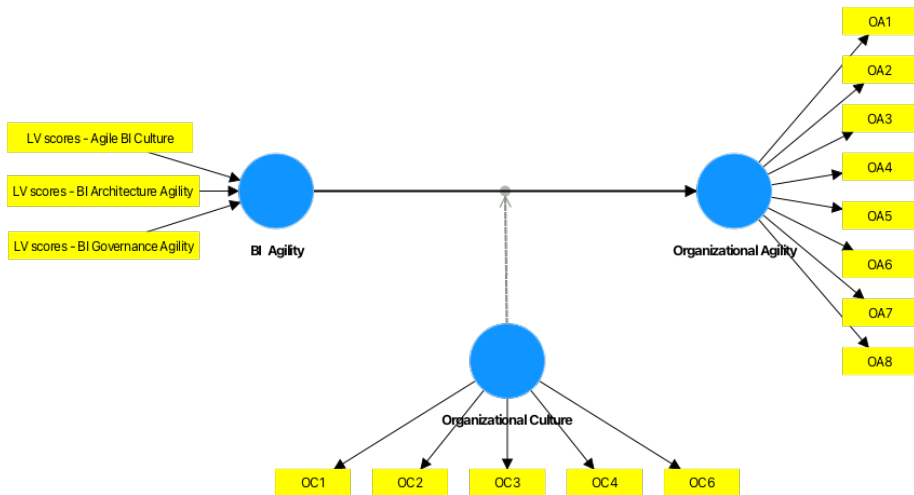 OA1
OA2
OA3
LV scores - Agile BI Culture
OA4
LV scores - BI Architecture Agility
OA5
LV scores - BI Governance Agility
BI Agility
Organizational Agility
OA6
OA7
OA8
Organizational Culture
OC1
OC2
OC3
OC4
OC6